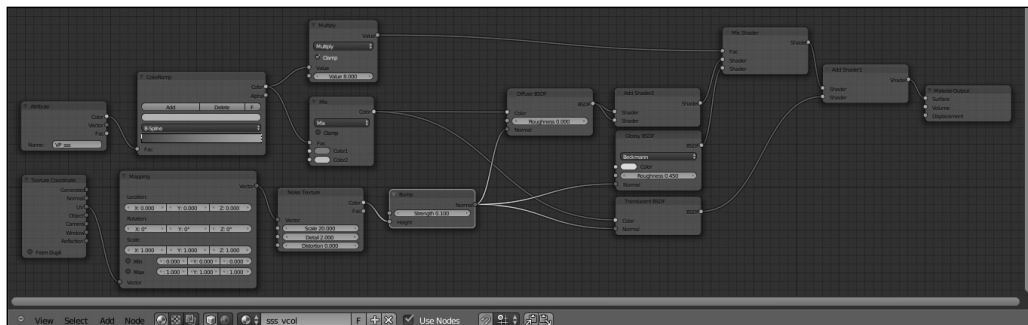 Multiply
Value
Multiply
Clamp
Value
Value 8.000
Mix Shader
Shader
Fac
Shader
Shader
ColorRamp
Color
Alpha
Add Delete F
B-Spline
Fac
Attribute
Color
Vector
Fac
Name: VP_sss
Mix
Color
Mix
Clamp
Fac
Color1
Color2
Diffuse BSDF
BSDF
Color
Roughness 0.000
Normal
Add Shader2
Shader
Shader
Shader
Add Shader1
Shader
Shader
Shader
Material Output
Surface
Volume
Displacement
Glossy BSDF
BSDF
Beckmann
Color
Roughness 0.450
Normal
Texture Coordinate
Generated
Normal
UV
Object
Camera
Window
Reflection
From Dupli
Mapping
Vector
Location:
X: 0.000 Y: 0.000 Z: 0.000
Rotation:
X: 0° Y: 0° Z: 0°
Scale:
X: 1.000 Y: 1.000 Z: 1.000
Min : 0.000 Y: 0.000 : 0.000
Max : 1.000 Y: 1.000 : 1.000
Vector
Noise Texture
Color
Fac
Vector
Scale 20.000
Detail 2.000
Distortion 0.000
Bump
Normal
Strength 0.100
Height
Translucent BSDF
BSDF
Color
Normal
View Select Add Node sss_vcol F Use Nodes